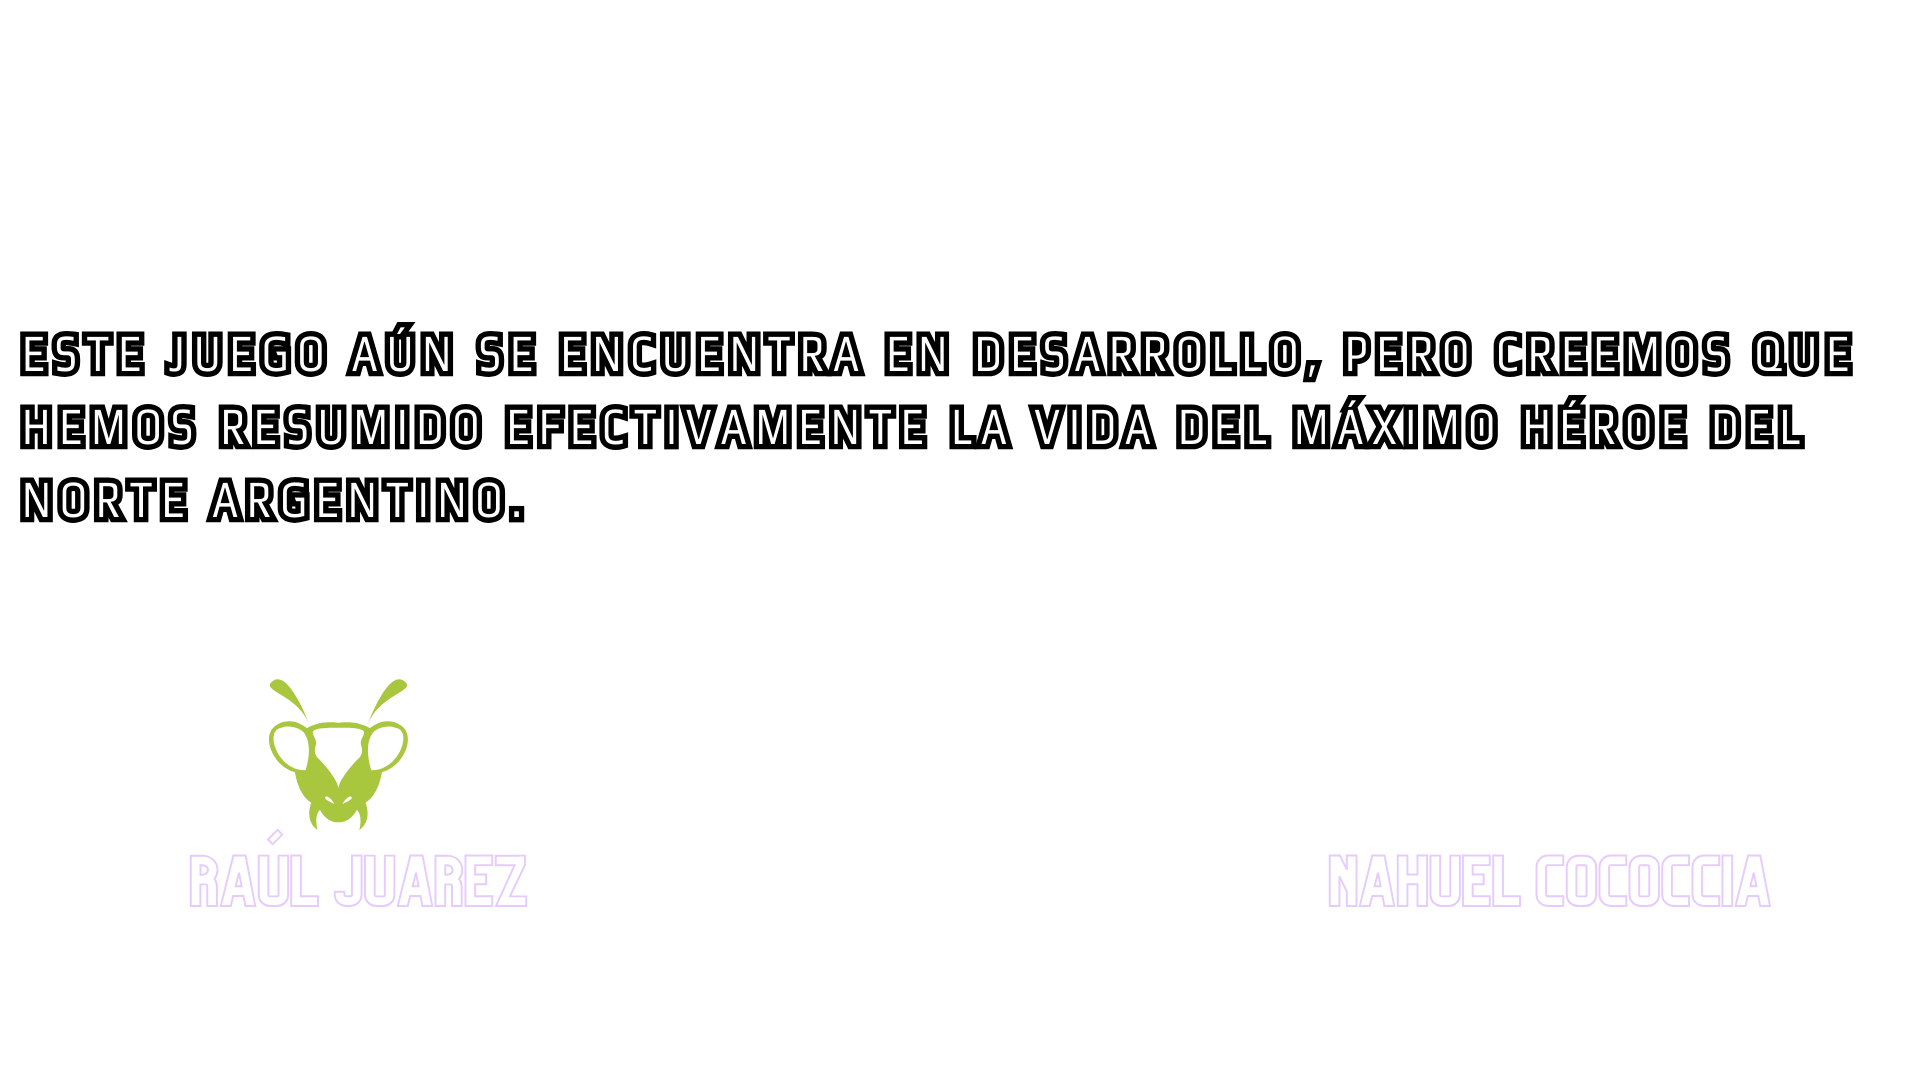 ESTE JUEGO AÚN SE ENCUENTRA EN DESARROLLO, PERO CREEMOS QUE
HEMOS RESUMIDO EFECTIVAMENTE LA VIDA DEL MÁXIMO HÉROE DEL
NORTE ARGENTINO.
RAÚL JUAREZ
NAHUEL COCOCCIA